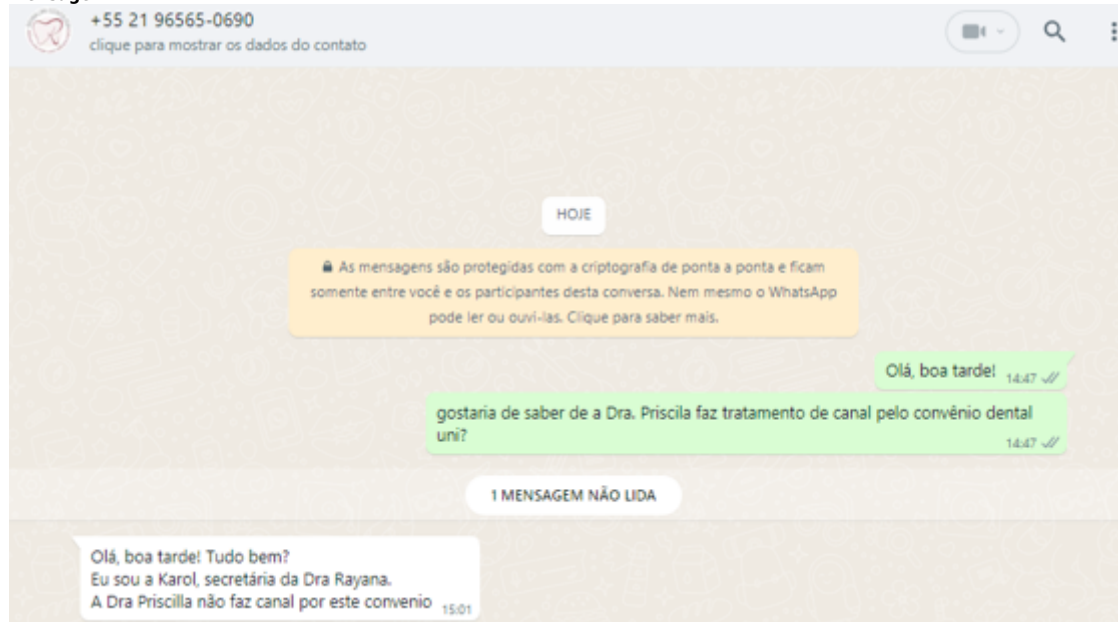 +55 21 96565-0690
clique para mostrar os dados do contato
HOJE
As mensagens são protegidas com a criptografia de ponta a ponta e ficam
somente entre você e os participantes desta conversa. Nem mesmo o WhatsApp
pode ler ou ouvi-las. Clique para saber mais.
Olá, boa tarde! 14:47
gostaria de saber de a Dra. Priscila faz tratamento de canal pelo convênio dental
uni? 14:47
1 MENSAGEM NÃO LIDA
Olá, boa tarde! Tudo bem?
Eu sou a Karol, secretária da Dra Rayana.
A Dra Priscilla não faz canal por este convenio 15:01